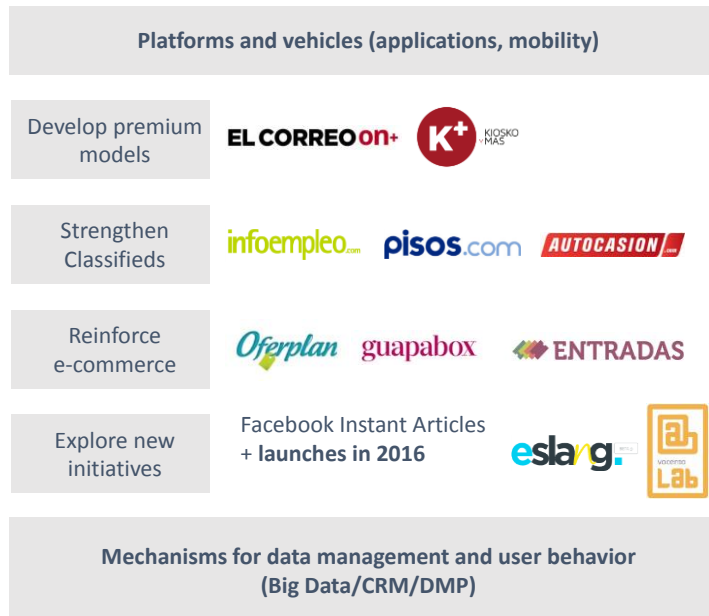 Platforms and vehicles (applications, mobility)
Develop premium
models
EL CORREO on+
K+
KIOSKO
Y MÁS
Strengthen
Classifieds
infoempleo.com
pisos.com
AUTOCASION.com
Reinforce
e-commerce
Oferplan
guapabox
ENTRADAS
Explore new
initiatives
Facebook Instant Articles
+ launches in 2016
eslang.
ab
vocento
Lab
Mechanisms for data management and user behavior
(Big Data/CRM/DMP)